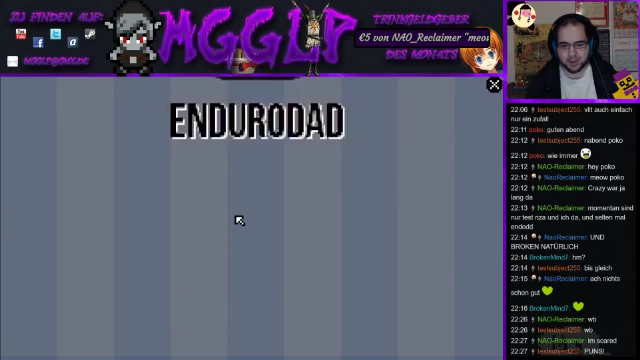 ZU FINDEN AUF:
MGGLP@GMX.DE
MGGLP
TRINKGELDGEBER
€5 von NAO_Reclaimer "meow
DES MONATS
ENDURODAD
22:06 testsubject255: vllt auch einfach
nur ein zufall
22:11 poko: guten abend
22:12 testsubject255: nabend poko
22:12 poko: wie immer
22:12 NAO-Reclaimer: hey poko
22:12 NaoReclaimer: meow poko
22:12 NAO-Reclaimer: Crazy war ja
lang da
22:13 NAO-Reclaimer: momentan sind
nur test nza und ich da, und selten mal
endodd
22:14 NaoReclaimer: UND
BROKEN NATÜRLICH
22:14 BrokenMind7: hm?
22:14 testsubject255: bis gleich
22:15 NaoReclaimer: ach nichts
schon gut
22:16 BrokenMind7:
22:26 NAO-Reclaimer: wb
22:26 testsubject255: wb
22:27 NAO-Reclaimer: im scared
22:27 testsubject255: PUNS!...